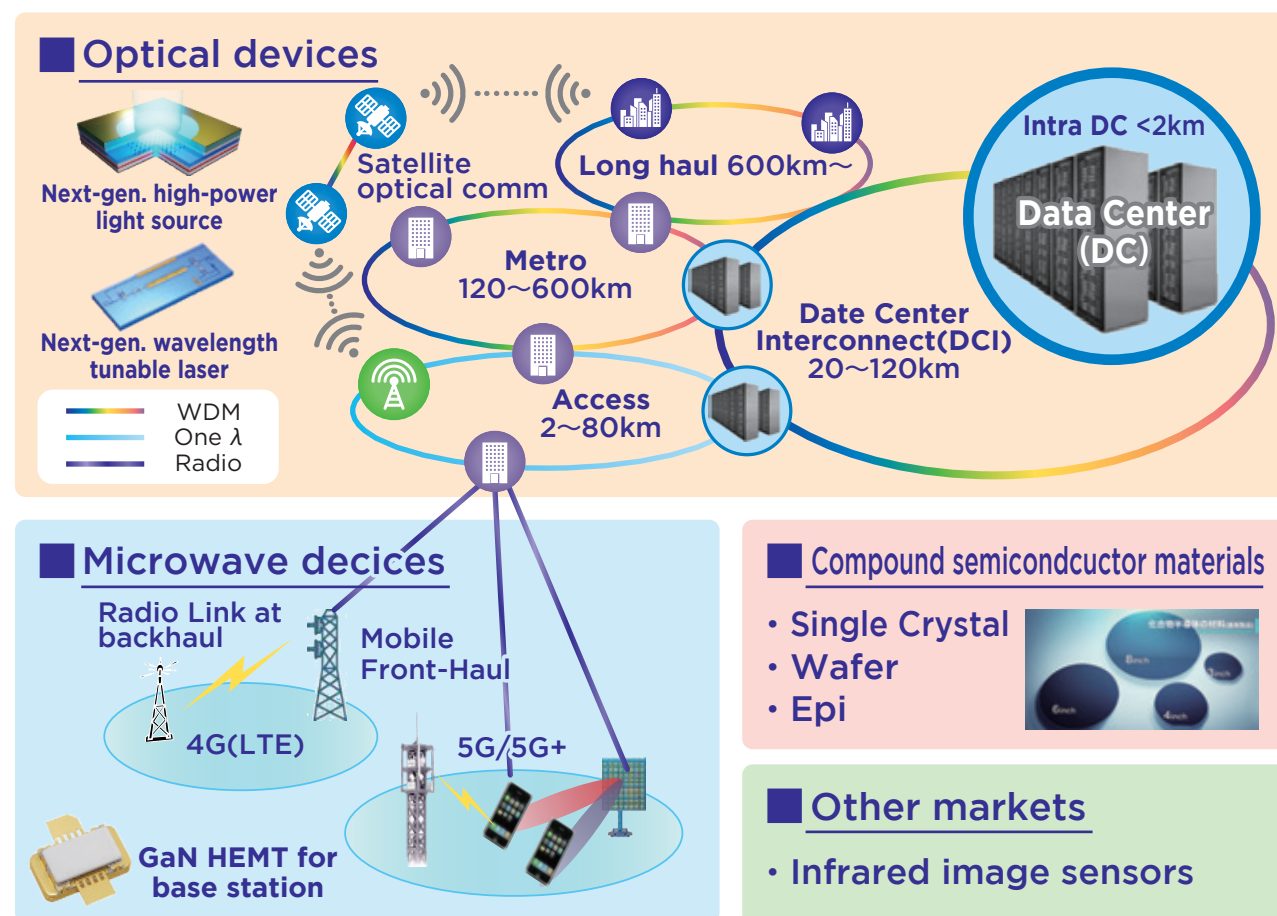 Optical devices
Next-gen. high-power
light source
Next-gen. wavelength
tunable laser
WDM
One λ
Radio
Satellite
optical comm
Long haul 600km～
Metro
120～600km
Access
2～80km
Date Center
Interconnect(DCI)
20～120km
Intra DC <2km
Data Center
(DC)
Microwave decices
Radio Link at
backhaul
Mobile
Front-Haul
4G(LTE)
5G/5G+
GaN HEMT for
base station
Compound semicondcuctor materials
・Single Crystal
・Wafer
・Epi
8inch
3inch
6inch
4inch
Other markets
・Infrared image sensors